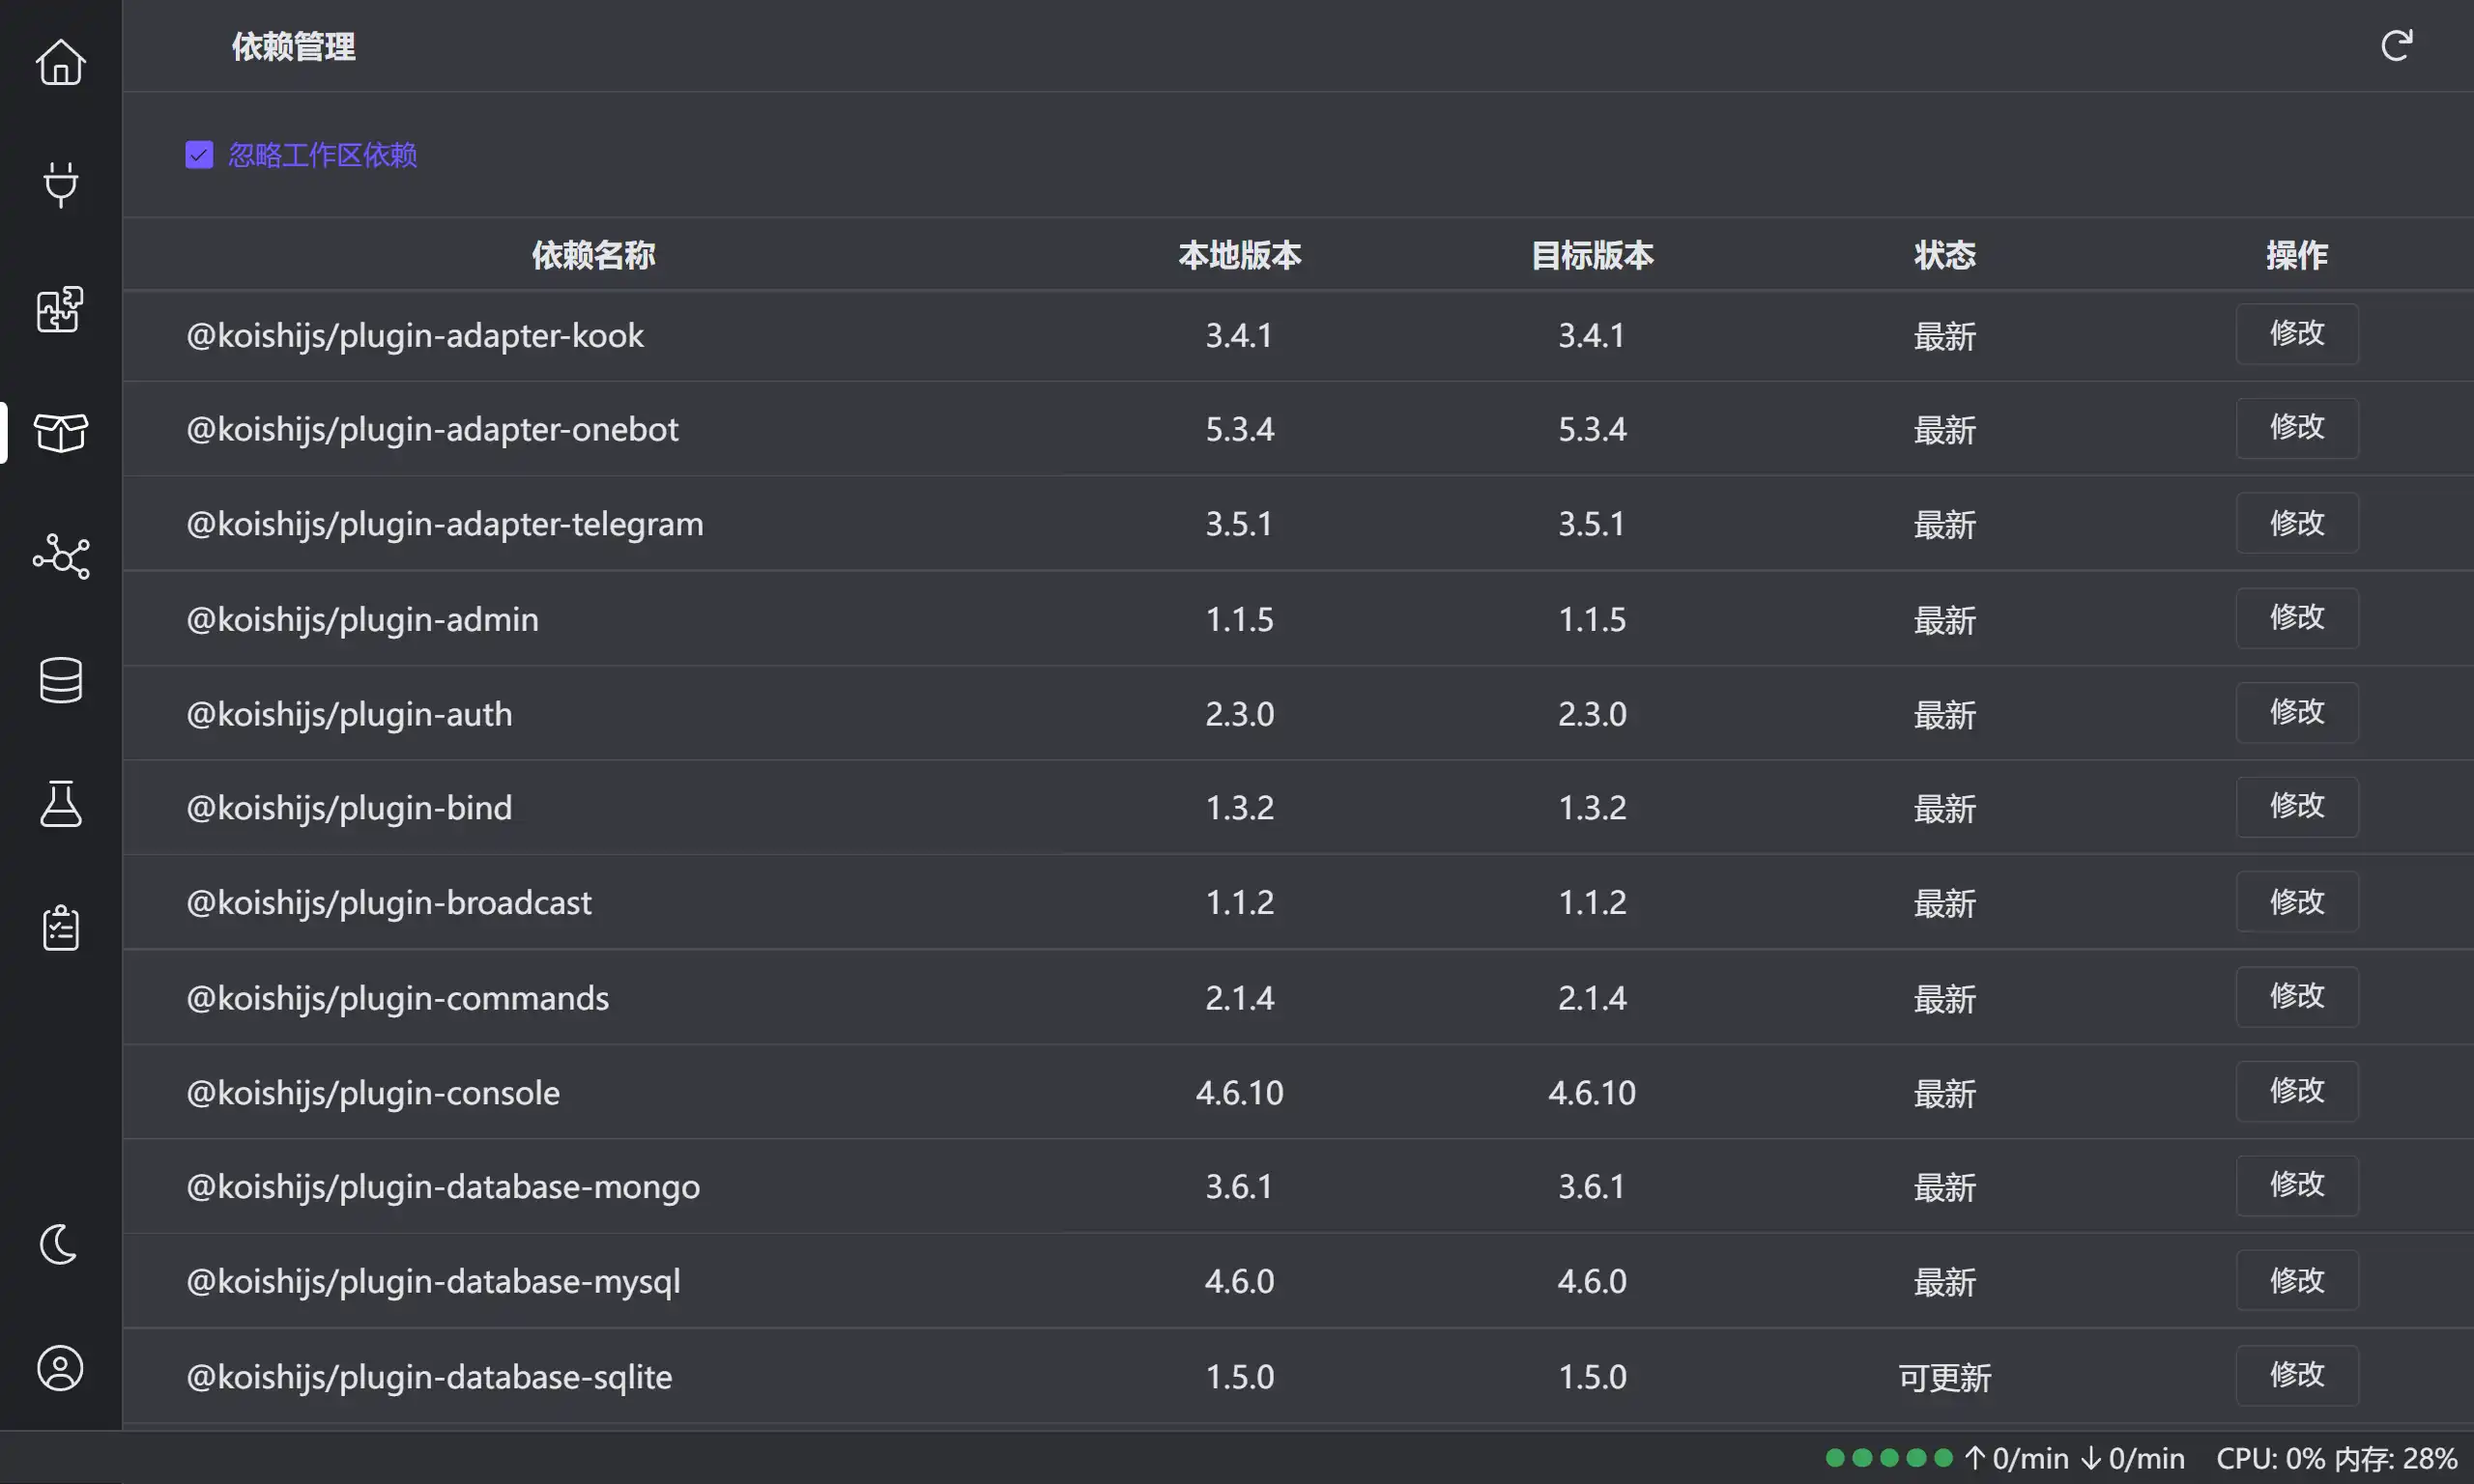 依赖管理
忽略工作区依赖
依赖名称 本地版本 目标版本 状态 操作
@koishijs/plugin-adapter-kook 3.4.1 3.4.1 最新 修改
@koishijs/plugin-adapter-onebot 5.3.4 5.3.4 最新 修改
@koishijs/plugin-adapter-telegram 3.5.1 3.5.1 最新 修改
@koishijs/plugin-admin 1.1.5 1.1.5 最新 修改
@koishijs/plugin-auth 2.3.0 2.3.0 最新 修改
@koishijs/plugin-bind 1.3.2 1.3.2 最新 修改
@koishijs/plugin-broadcast 1.1.2 1.1.2 最新 修改
@koishijs/plugin-commands 2.1.4 2.1.4 最新 修改
@koishijs/plugin-console 4.6.10 4.6.10 最新 修改
@koishijs/plugin-database-mongo 3.6.1 3.6.1 最新 修改
@koishijs/plugin-database-mysql 4.6.0 4.6.0 最新 修改
@koishijs/plugin-database-sqlite 1.5.0 1.5.0 可更新 修改
↑0/min ↓0/min CPU: 0% 内存: 28%